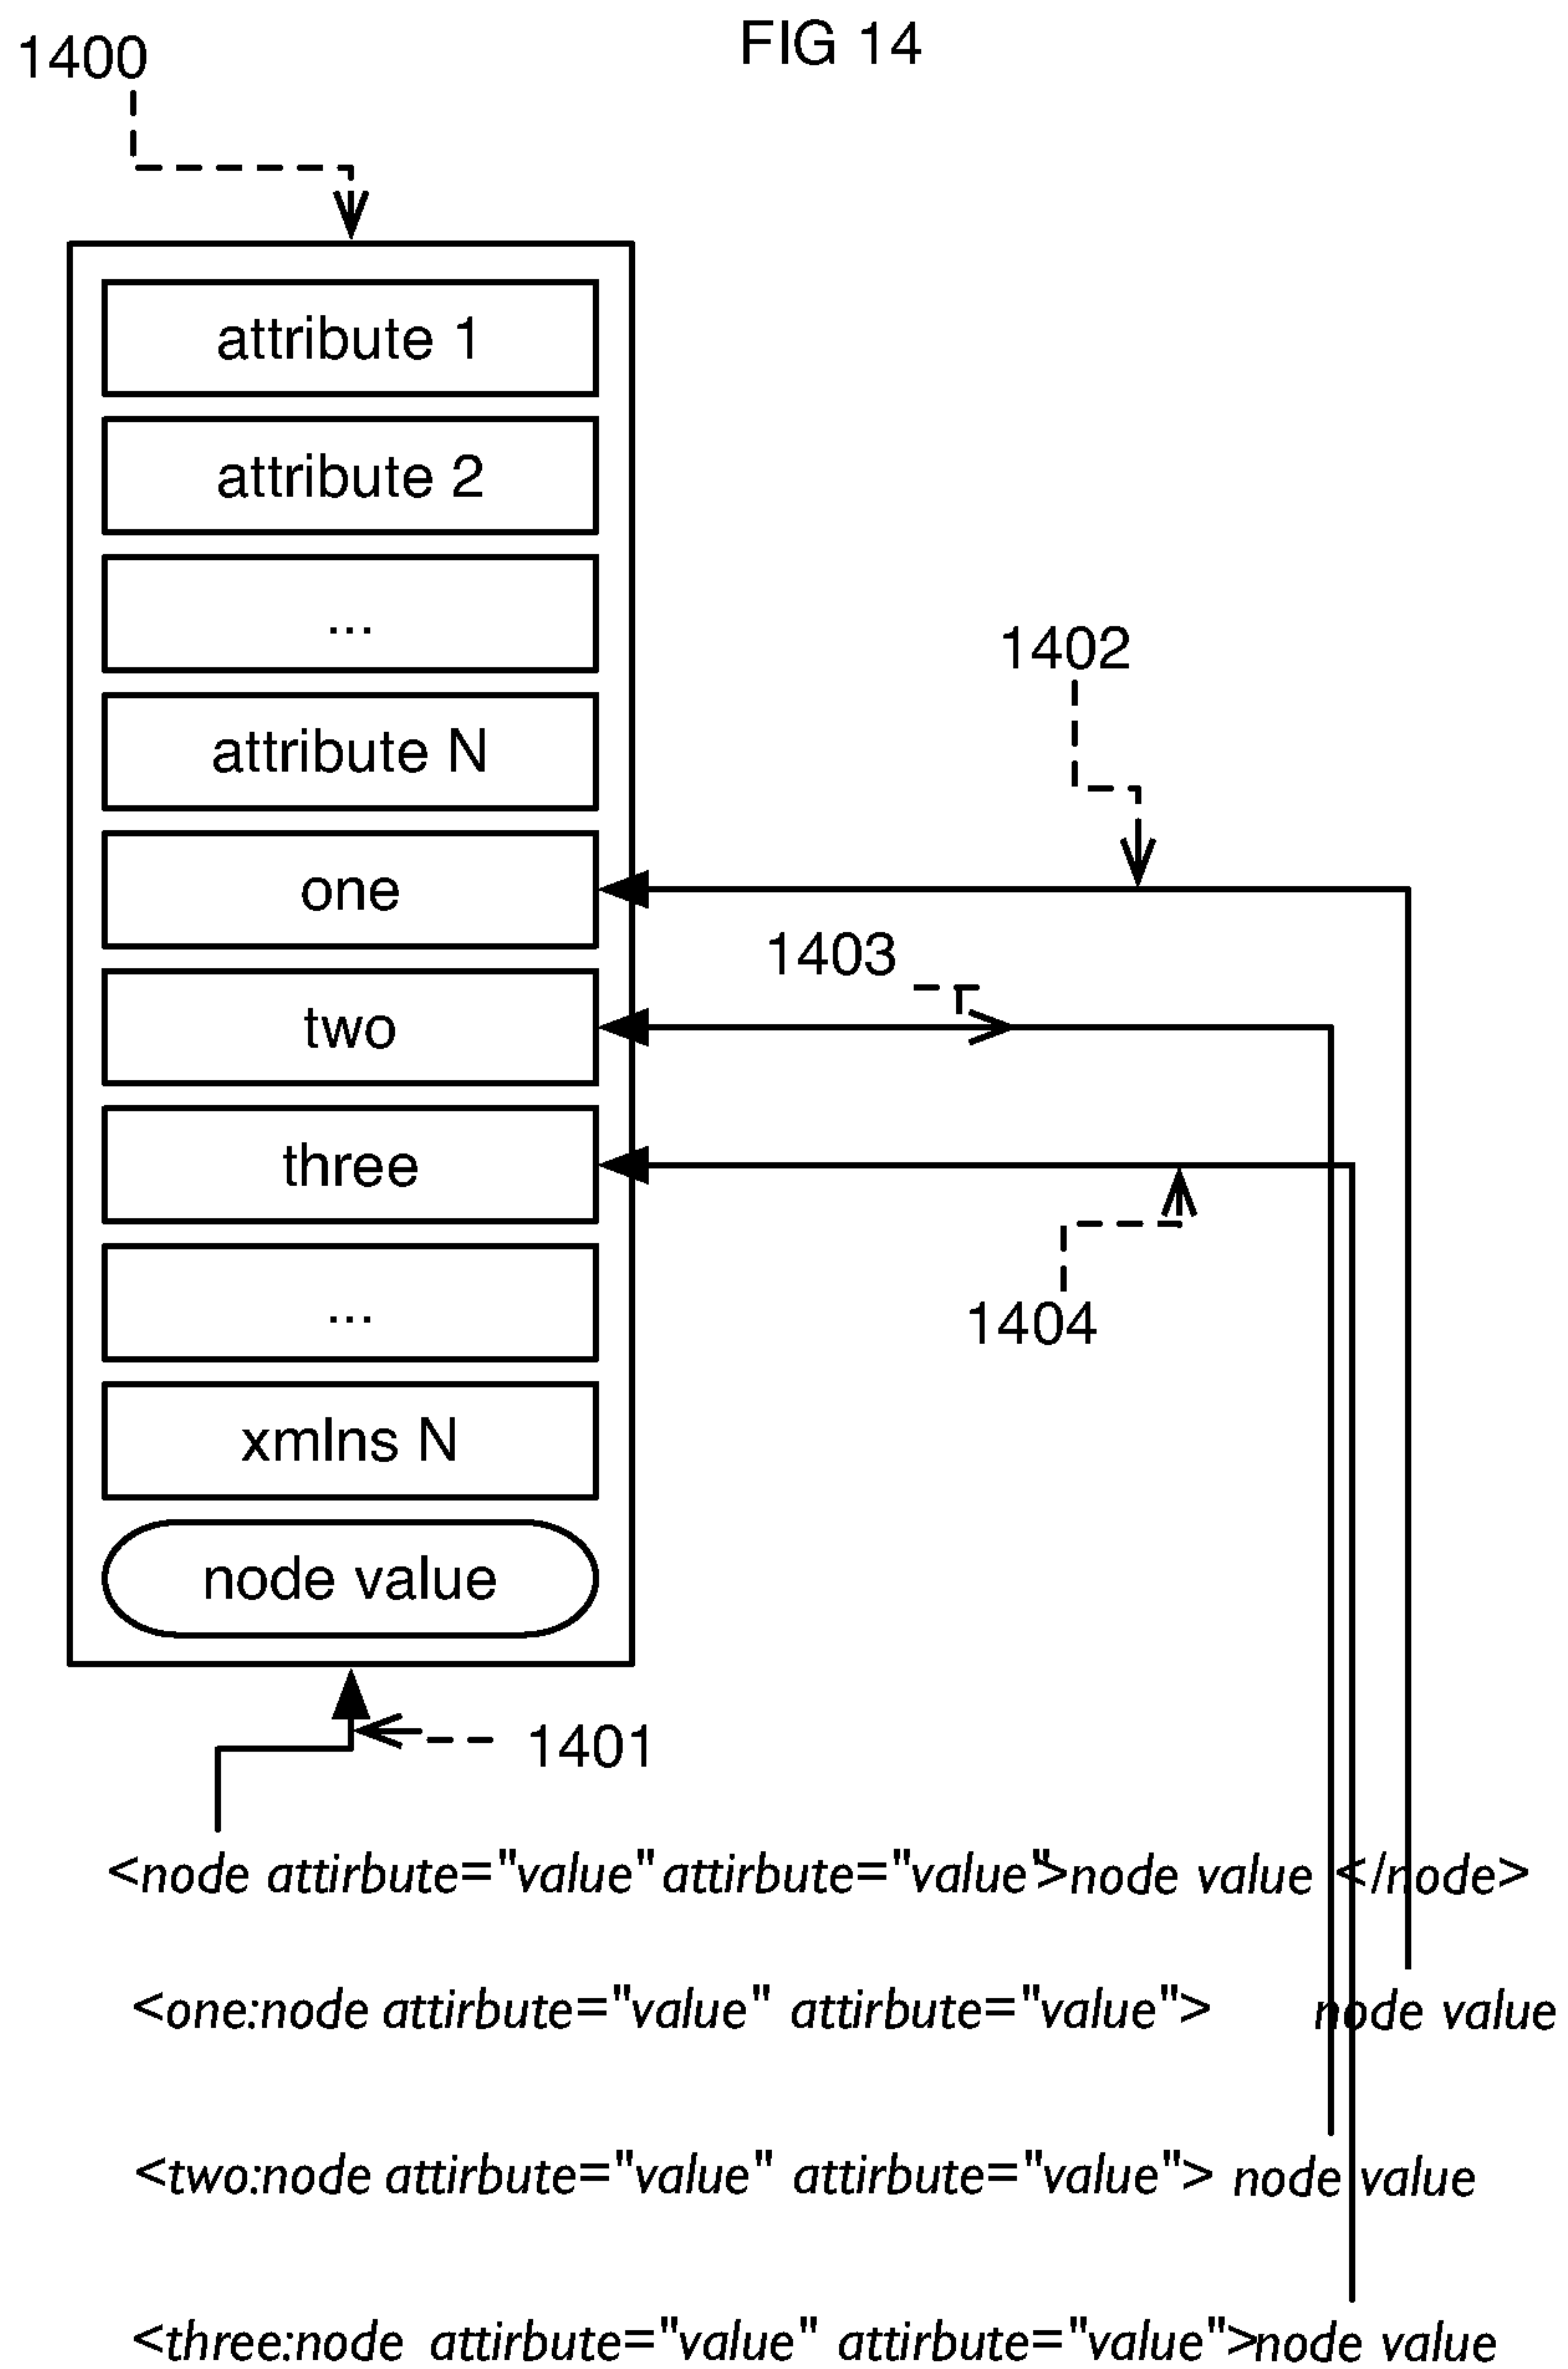 FIG 14
1400
attribute 1
attribute 2
...
attribute N
1402
one
1403
two
three
1404
...
xmlns N
node value
1401
<node attirbute="value" attirbute="value">node value </node>
<one:node attirbute="value" attirbute="value"> node value
<two:node attirbute="value" attirbute="value"> node value
<three:node attirbute="value" attirbute="value">node value